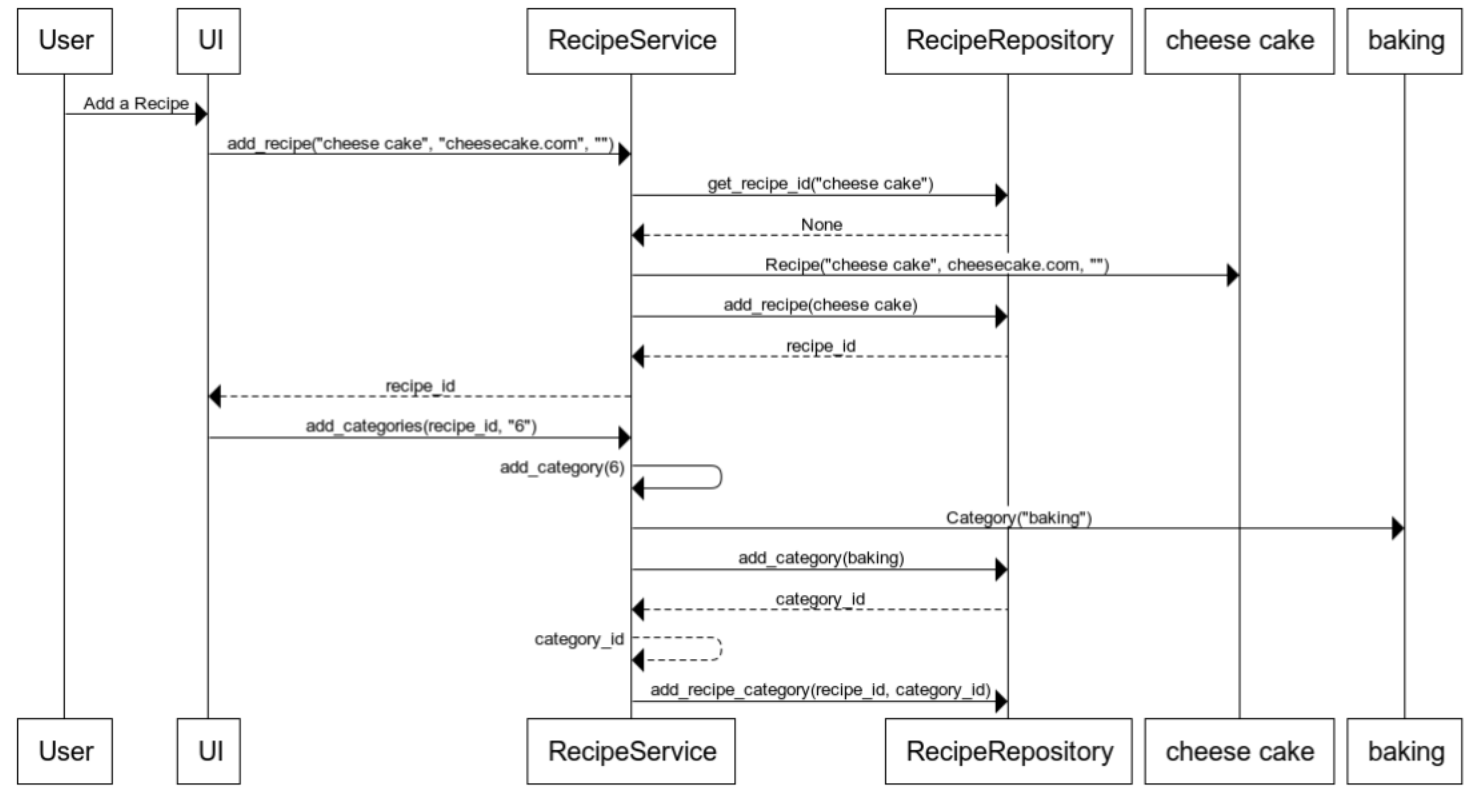 User
UI
RecipeService
RecipeRepository
cheese cake
baking
Add a Recipe
add_recipe("cheese cake", "cheesecake.com", "")
get_recipe_id("cheese cake")
None
Recipe("cheese cake", cheesecake.com, "")
add_recipe(cheese cake)
recipe_id
recipe_id
add_categories(recipe_id, "6")
add_category(6)
Category("baking")
add_category(baking)
category_id
category_id
add_recipe_category(recipe_id, category_id)
User
UI
RecipeService
RecipeRepository
cheese cake
baking